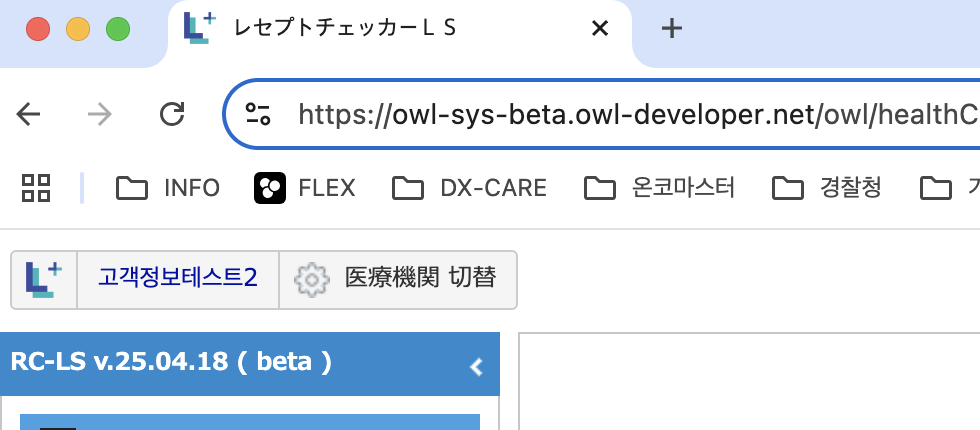 レセプトチェッカーＬＳ
https://owl-sys-beta.owl-developer.net/owl/healthC
INFO FLEX DX-CARE 온코마스터 경찰청
고객정보테스트2 医療機関 切替
RC-LS v.25.04.18 ( beta )